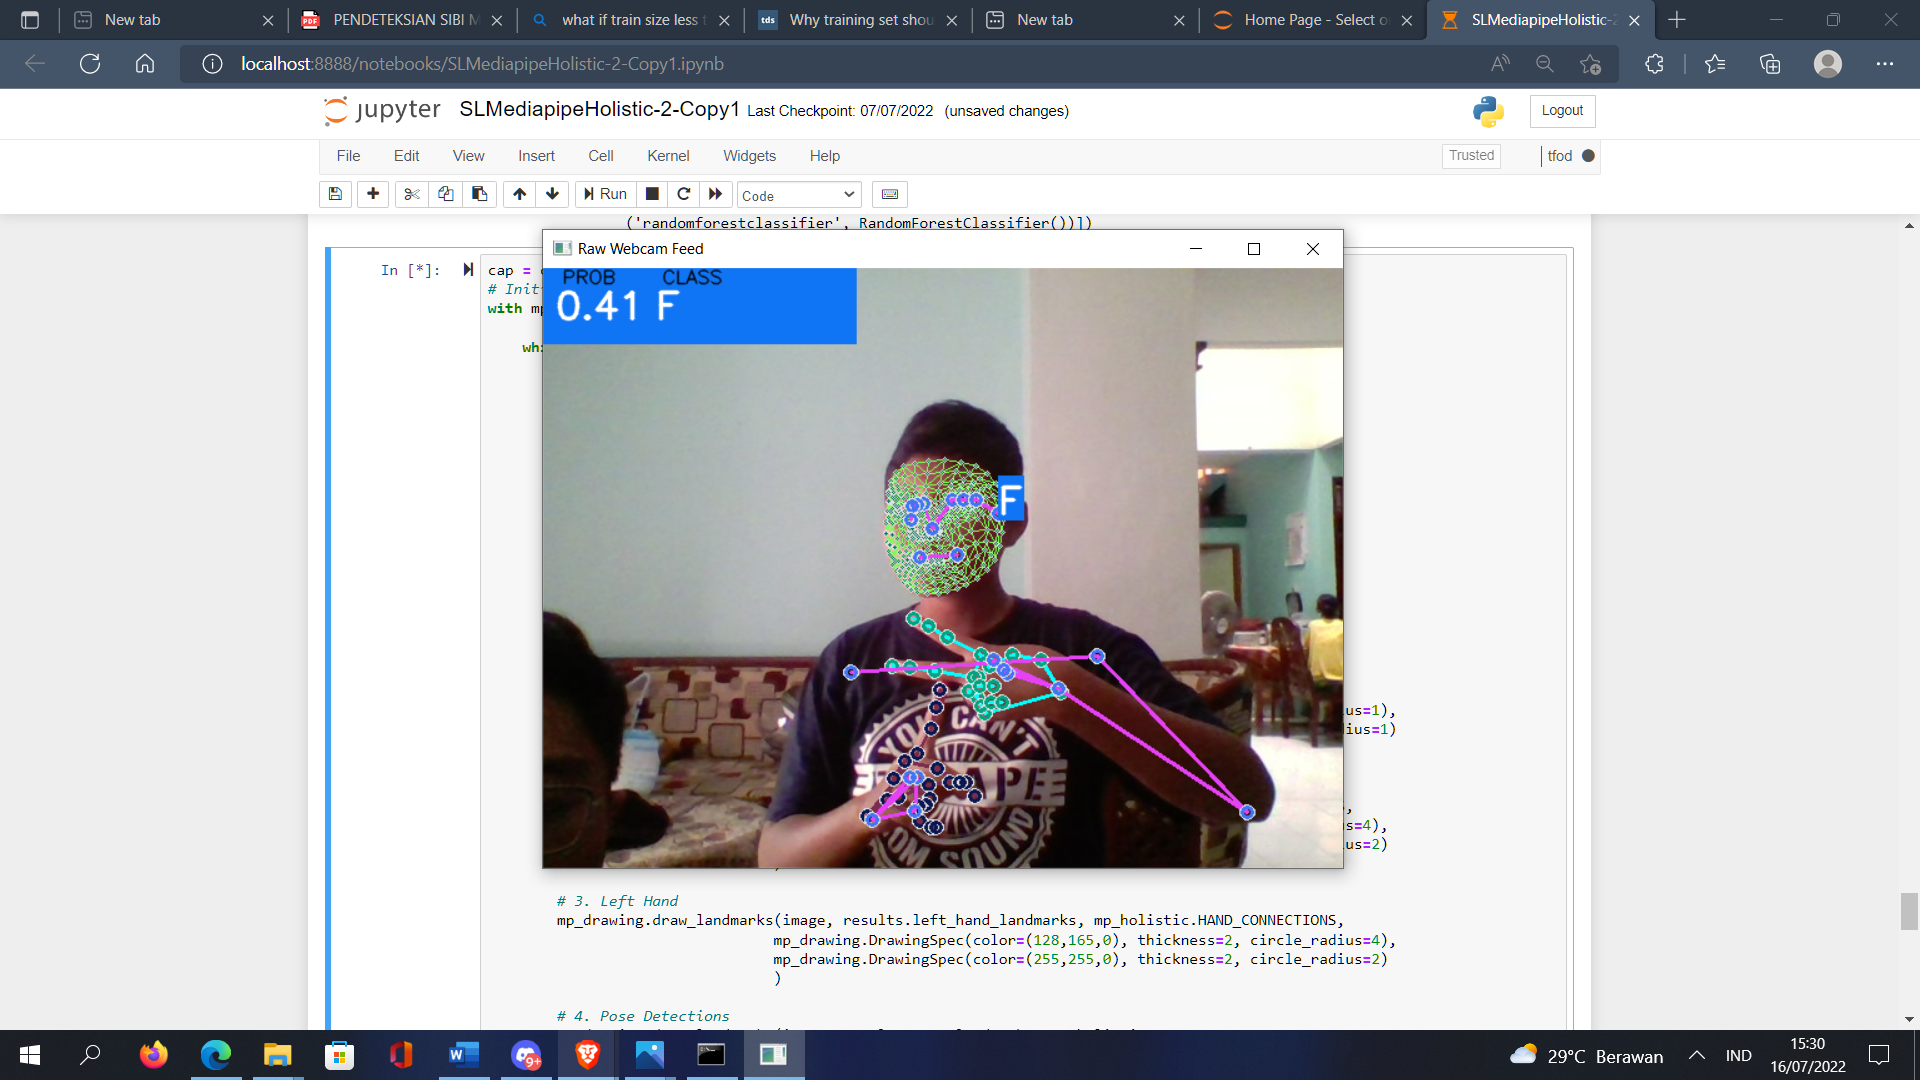 New tab
PENDETEKSIAN SIBI M
what if train size less t
tds Why training set shou
New tab
Home Page - Select o
SLMediapipeHolistic-2
localhost:8888/notebooks/SLMediapipeHolistic-2-Copy1.ipynb
jupyter SLMediapipeHolistic-2-Copy1 Last Checkpoint: 07/07/2022 (unsaved changes)
Logout
File Edit View Insert Cell Kernel Widgets Help
Trusted
tfod
Run
Code
('randomforestclassifier', RandomForestClassifier())])
Raw Webcam Feed
In [*]:
cap =
# Init
with mp
wh
PROB CLASS
0.41 F
F
YOU CAN'T
OM SOUND
us=1),
ius=1)
,
s=4),
us=2)
# 3. Left Hand
mp_drawing.draw_landmarks(image, results.left_hand_landmarks, mp_holistic.HAND_CONNECTIONS,
mp_drawing.DrawingSpec(color=(128,165,0), thickness=2, circle_radius=4),
mp_drawing.DrawingSpec(color=(255,255,0), thickness=2, circle_radius=2)
)
# 4. Pose Detections
9+
29°C Berawan
IND
15:30
16/07/2022